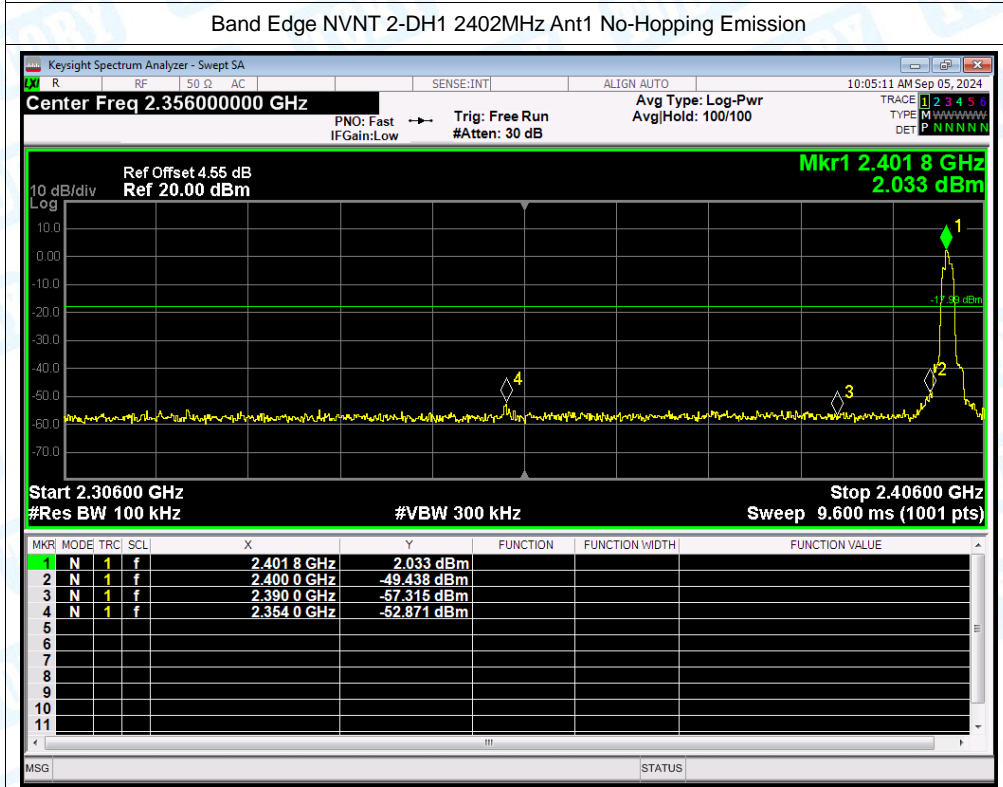 Band Edge NVNT 2-DH1 2402MHz Ant1 No-Hopping Emission
Keysight Spectrum Analyzer - Swept SA
LXI R RF 50 Ω AC SENSE:INT ALIGN AUTO 10:05:11 AM Sep 05, 2024
Center Freq 2.356000000 GHz
PNO: Fast
IFGain:Low
Trig: Free Run
#Atten: 30 dB
Avg Type: Log-Pwr
Avg|Hold: 100/100
TRACE 1 2 3 4 5 6
TYPE M WWWWW
DET P N N N N N
Mkr1 2.401 8 GHz
2.033 dBm
Ref Offset 4.55 dB
10 dB/div Ref 20.00 dBm
Log
10.0
0.00
-10.0
-20.0
-30.0
-40.0
-50.0
-60.0
-70.0
1
-17.99 dBm
2
3
4
Start 2.30600 GHz Stop 2.40600 GHz
#Res BW 100 kHz #VBW 300 kHz Sweep 9.600 ms (1001 pts)
MKR MODE TRC SCL X Y FUNCTION FUNCTION WIDTH FUNCTION VALUE
1 N 1 f 2.401 8 GHz 2.033 dBm
2 N 1 f 2.400 0 GHz -49.438 dBm
3 N 1 f 2.390 0 GHz -57.315 dBm
4 N 1 f 2.354 0 GHz -52.871 dBm
5
6
7
8
9
10
11
MSG STATUS